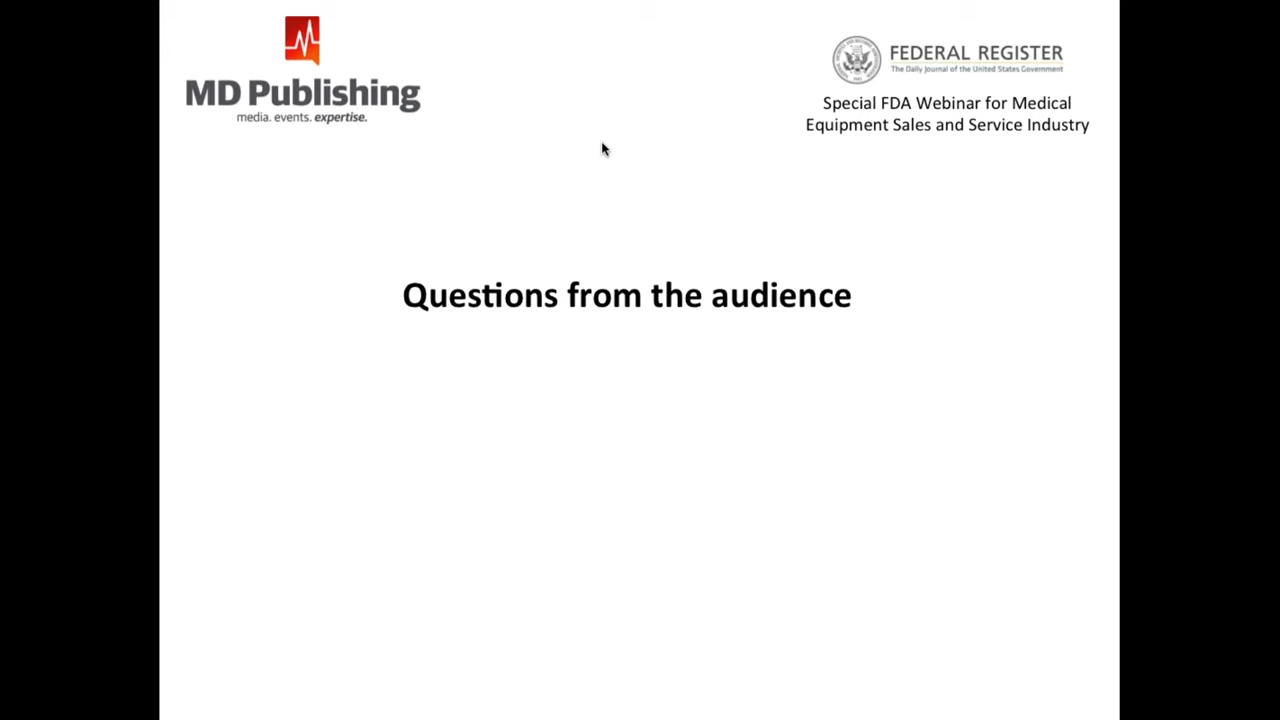 MD Publishing
media. events. expertise.
FEDERAL REGISTER
The Daily Journal of the United States Government
Special FDA Webinar for Medical
Equipment Sales and Service Industry
Questions from the audience